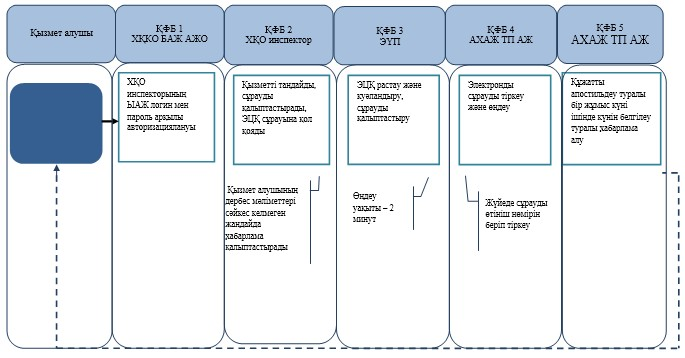 Қызмет алушы
ҚФБ 1
ХҚКО БАЖ АЖО
ҚФБ 2
ХҚО инспектор
ҚФБ 3
ЭҮП
ҚФБ 4
АХАЖ ТП АЖ
ҚФБ 5
АХАЖ ТП АЖ
ХҚО
инспекторының
ЫАЖ логин мен
пароль арқылы
авторизациялануы
Қызметті таңдайды,
сұрауды
қалыптастырады,
ЭЦҚ сұрауына қол
қояды
ЭЦҚ растау және
куәландыру,
сұрауды
қалыптастыру
Электронды
сұрауды тіркеу
және өңдеу
Құжатты
апостильдеу туралы
бір жұмыс күні
ішінде күнін белгілеу
туралы хабарлама
алу
Қызмет алушының
дербес мәліметтері
сәйкес келмеген
жағдайда
хабарлама
қалыптастырады
Өңдеу
уақыты – 2
минут
Жүйеде сұрауды
өтініш нөмірін
беріп тіркеу